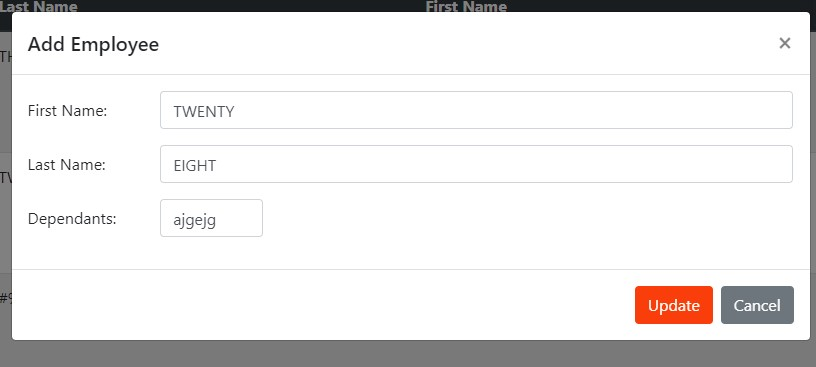 Last Name First Name
Add Employee ×
First Name: TWENTY
Last Name: EIGHT
Dependants: ajgejg
Update Cancel